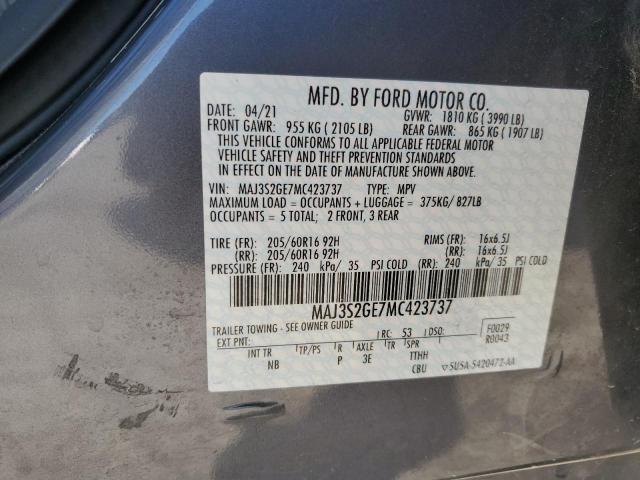 MFD. BY FORD MOTOR CO.
DATE: 04/21 GVWR: 1810 KG ( 3990 LB)
FRONT GAWR: 955 KG ( 2105 LB) REAR GAWR: 865 KG ( 1907 LB)
THIS VEHICLE CONFORMS TO ALL APPLICABLE FEDERAL MOTOR
VEHICLE SAFETY AND THEFT PREVENTION STANDARDS
IN EFFECT ON THE DATE OF MANUFACTURE SHOWN ABOVE.
VIN: MAJ3S2GE7MC423737 TYPE: MPV
MAXIMUM LOAD = OCCUPANTS + LUGGAGE = 375KG/ 827LB
OCCUPANTS = 5 TOTAL; 2 FRONT, 3 REAR
TIRE (FR): 205/60R16 92H RIMS (FR): 16x6.5J
(RR): 205/60R16 92H (RR): 16x6.5J
PRESSURE (FR): 240 kPa/ 35 PSI COLD (RR): 240 kPa/ 35 PSI COLD
MAJ3S2GE7MC423737
TRAILER TOWING - SEE OWNER GUIDE
EXT PNT: RC: 53 DSO: F0029
R0043
INT TR TP/PS R AXLE TR SPR
NB P 3E TTHH
CBU 5USA-5420472-AA